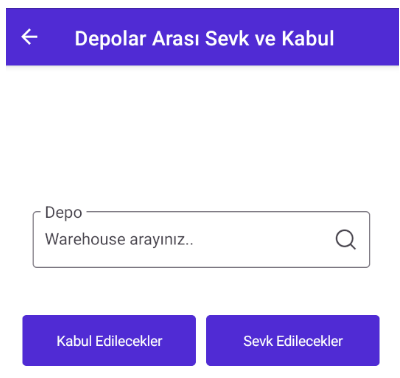 Depolar Arası Sevk ve Kabul
Depo
Warehouse arayınız..
Kabul Edilecekler
Sevk Edilecekler